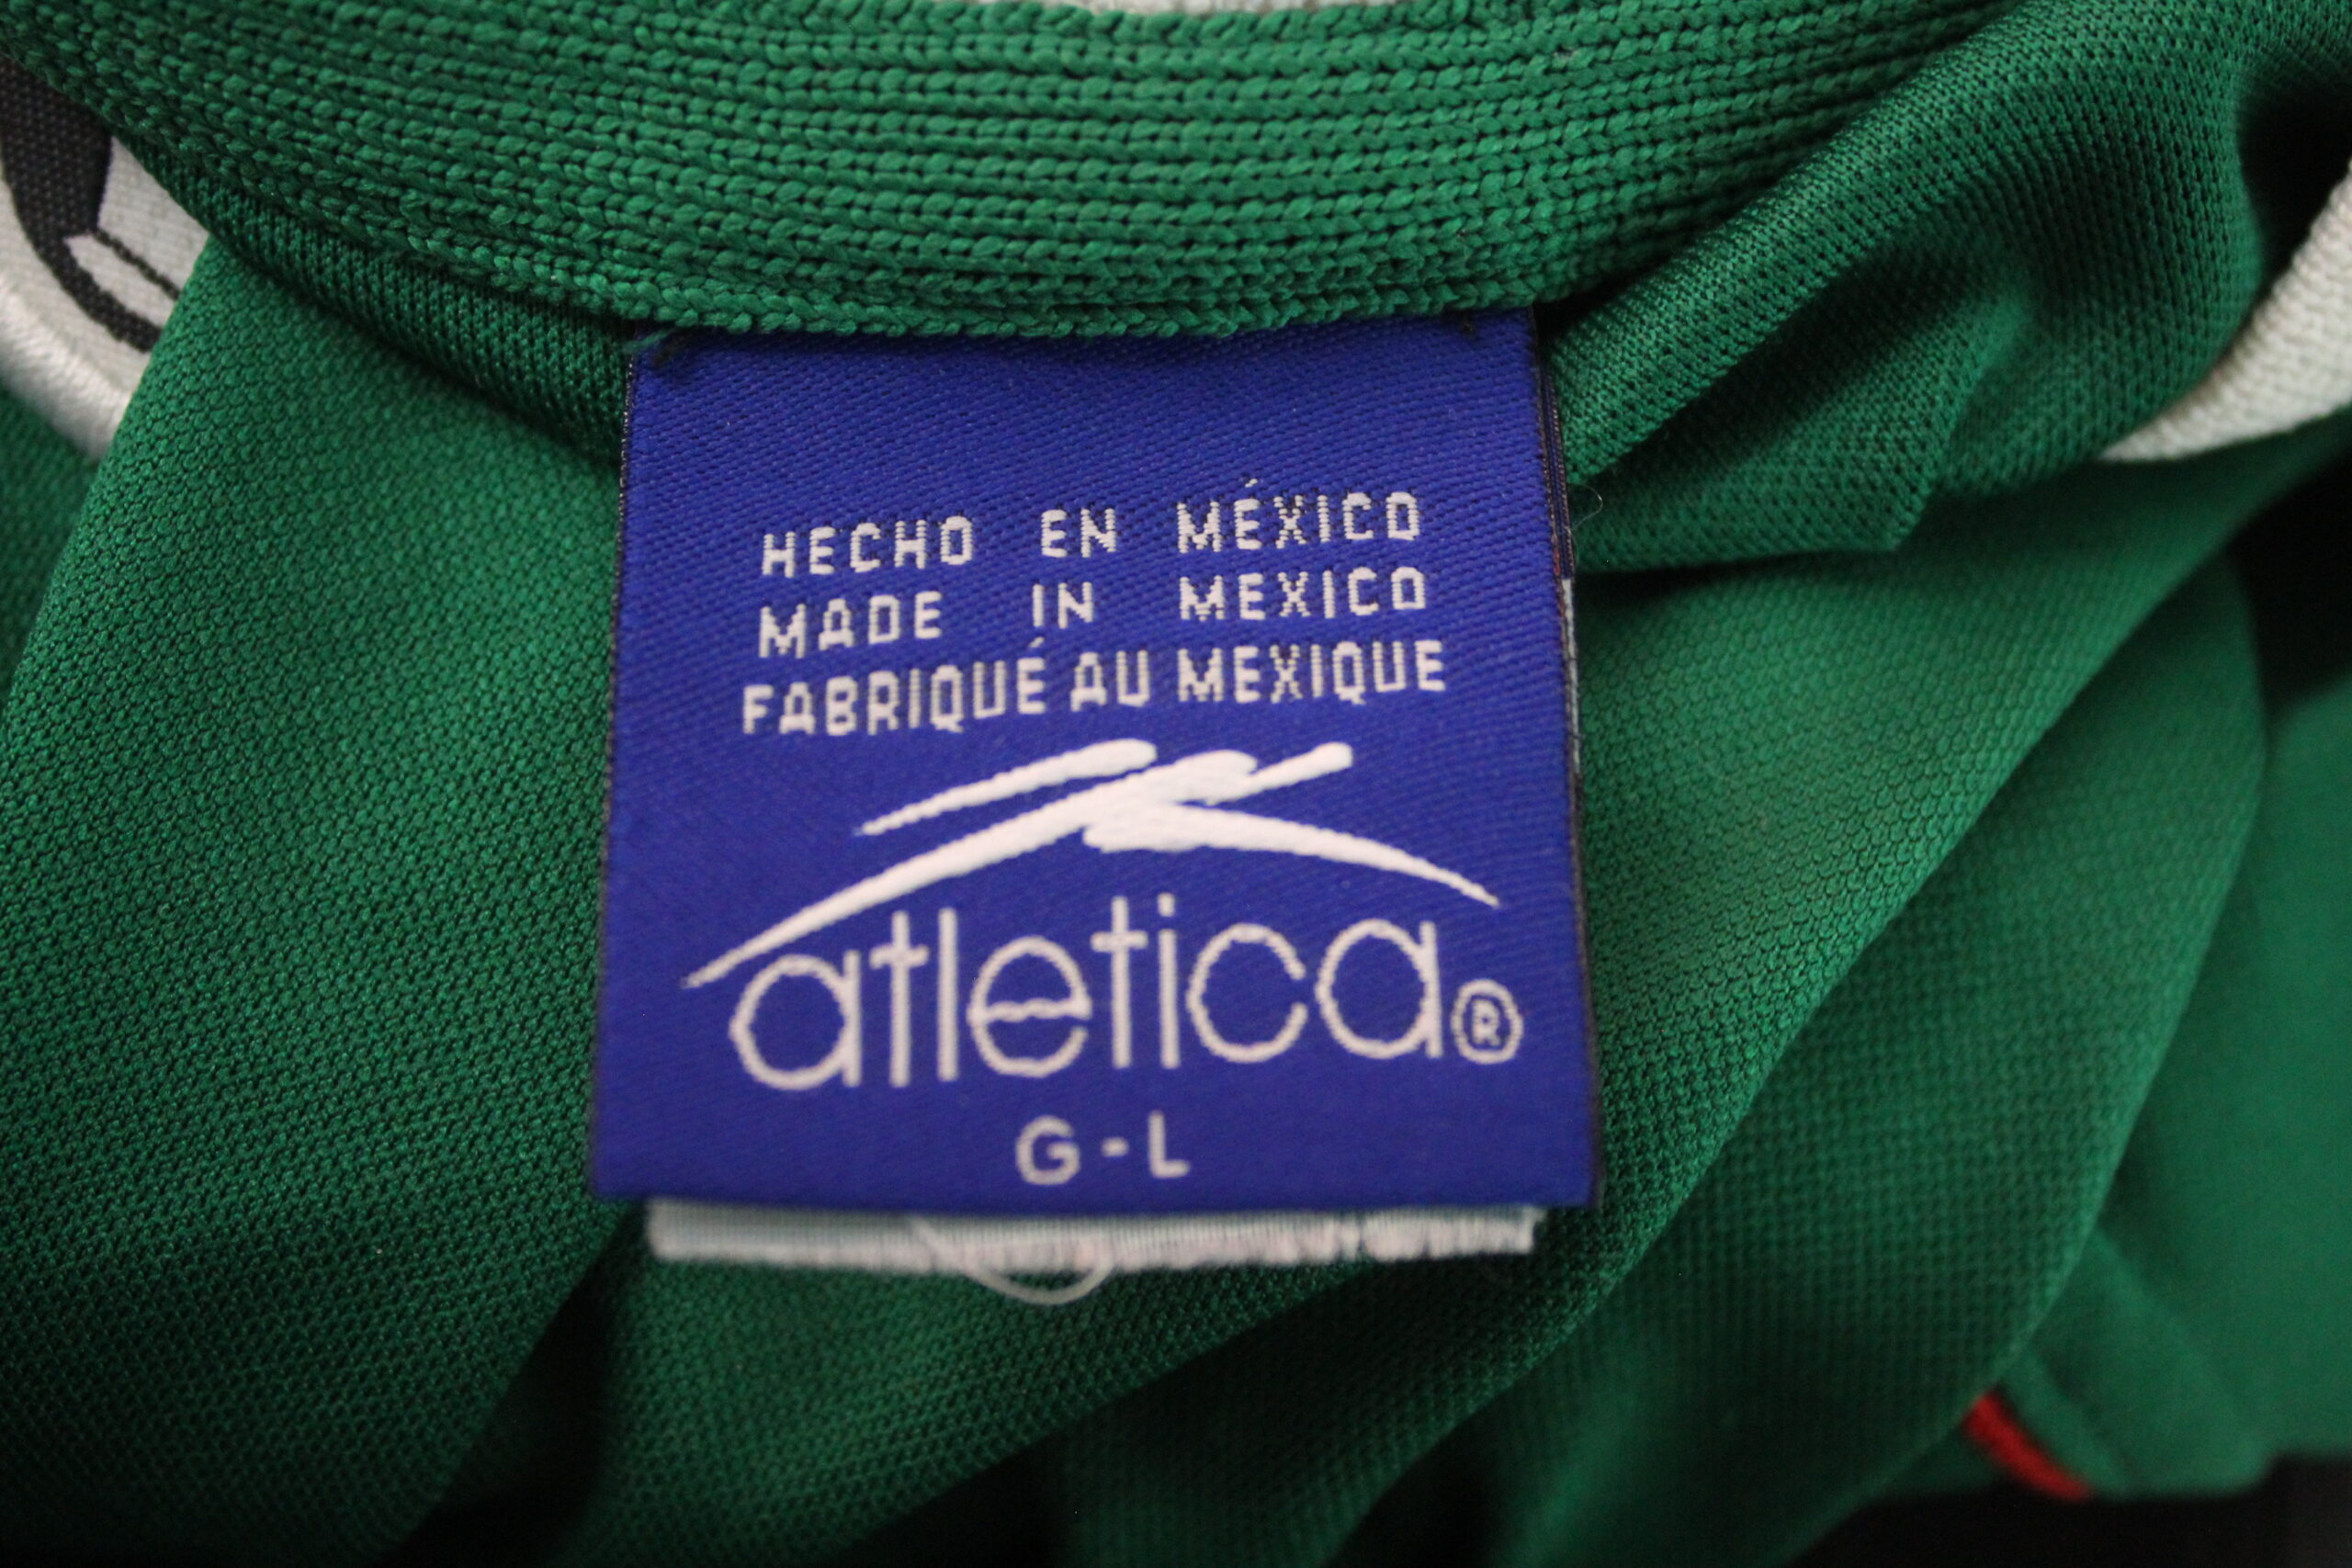 HECHO EN MÉXICO
MADE IN MEXICO
FABRIQUÉ AU MEXIQUE
atletica®
G-L